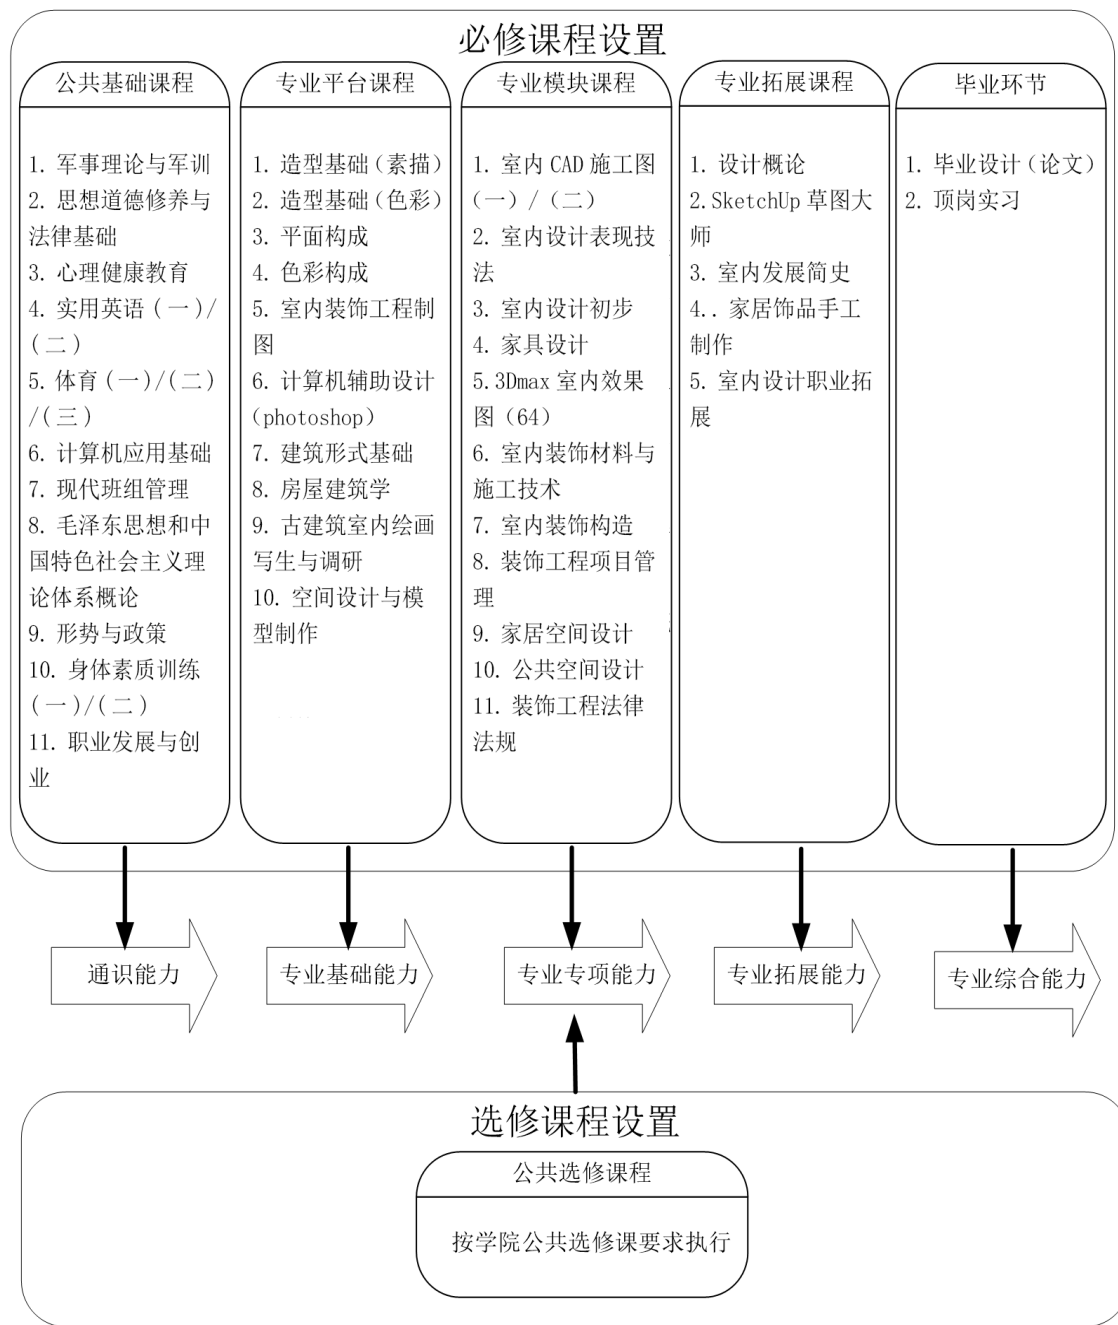 必修课程设置
公共基础课程
1. 军事理论与军训
2. 思想道德修养与
法律基础
3. 心理健康教育
4. 实用英语(一)/
(二)
5. 体育(一)/(二)
/(三)
6. 计算机应用基础
7. 现代班组管理
8. 毛泽东思想和中
国特色社会主义理
论体系概论
9. 形势与政策
10. 身体素质训练
(一)/(二)
11. 职业发展与创
业
专业平台课程
1. 造型基础(素描)
2. 造型基础(色彩)
3. 平面构成
4. 色彩构成
5. 室内装饰工程制
图
6. 计算机辅助设计
(photoshop)
7. 建筑形式基础
8. 房屋建筑学
9. 古建筑室内绘画
写生与调研
10. 空间设计与模
型制作
专业模块课程
1. 室内 CAD 施工图
(一)/(二)
2. 室内设计表现技
法
3. 室内设计初步
4. 家具设计
5.3Dmax 室内效果
图（64）
6. 室内装饰材料与
施工技术
7. 室内装饰构造
8. 装饰工程项目管
理
9. 家居空间设计
10. 公共空间设计
11. 装饰工程法律
法规
专业拓展课程
1. 设计概论
2.SketchUp 草图大
师
3. 室内发展简史
4.. 家居饰品手工
制作
5. 室内设计职业拓
展
毕业环节
1. 毕业设计(论文)
2. 顶岗实习
通识能力
专业基础能力
专业专项能力
专业拓展能力
专业综合能力
选修课程设置
公共选修课程
按学院公共选修课要求执行